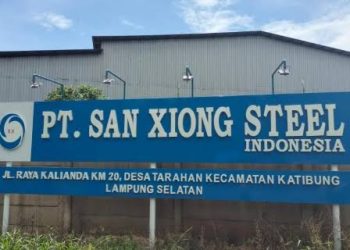 PT. SAN XIONG STEEL
INDONESIA
JL. RAYA KALIANDA KM 20, DESA TARAHAN KECAMATAN KATIBUNG
LAMPUNG SELATAN